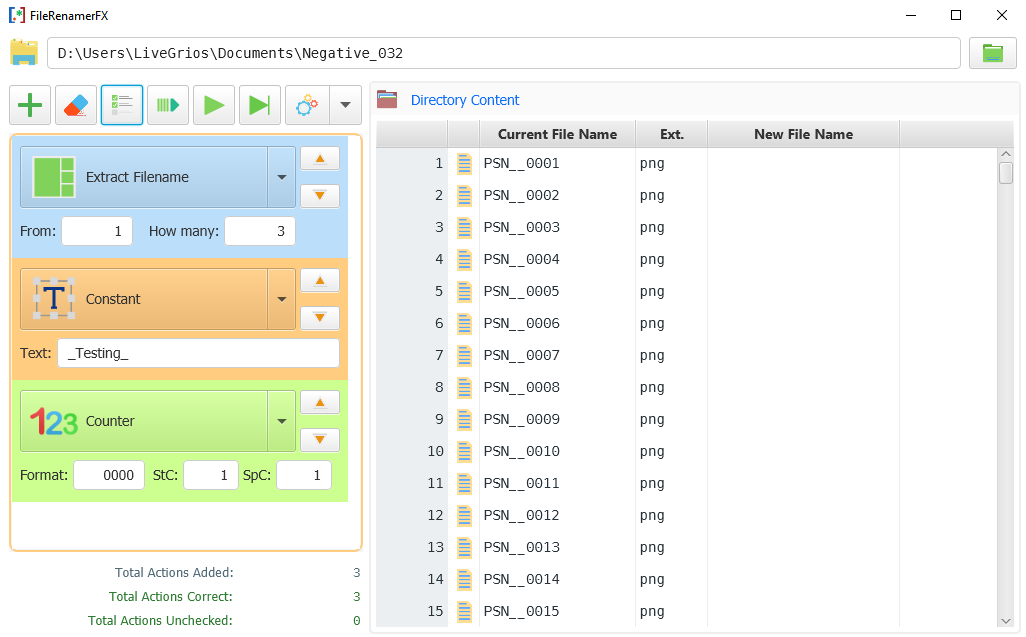 FileRenamerFX
D:\Users\LiveGrios\Documents\Negative_032
Directory Content
Current File Name Ext. New File Name
Extract Filename
From: 1 How many: 3
Constant
Text: _Testing_
123 Counter
Format: 0000 StC: 1 SpC: 1
Total Actions Added: 3
Total Actions Correct: 3
Total Actions Unchecked: 0
1 PSN__0001 png
2 PSN__0002 png
3 PSN__0003 png
4 PSN__0004 png
5 PSN__0005 png
6 PSN__0006 png
7 PSN__0007 png
8 PSN__0008 png
9 PSN__0009 png
10 PSN__0010 png
11 PSN__0011 png
12 PSN__0012 png
13 PSN__0013 png
14 PSN__0014 png
15 PSN__0015 png